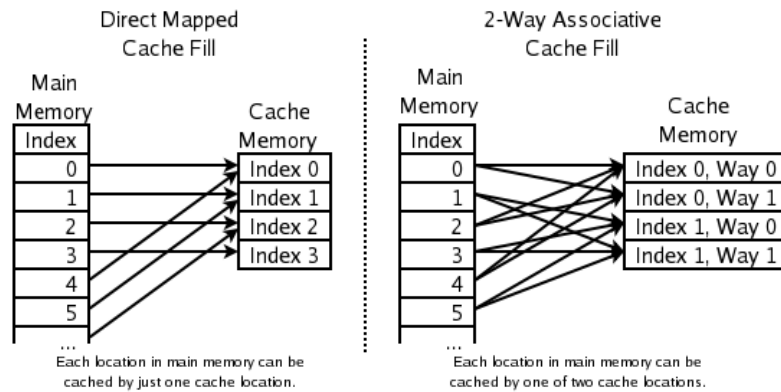 Direct Mapped
Cache Fill
Main
Memory
Index
0
1
2
3
4
5
...
Cache
Memory
Index 0
Index 1
Index 2
Index 3
Each location in main memory can be
cached by just one cache location.
2-Way Associative
Cache Fill
Main
Memory
Index
0
1
2
3
4
5
...
Cache
Memory
Index 0, Way 0
Index 0, Way 1
Index 1, Way 0
Index 1, Way 1
Each location in main memory can be
cached by one of two cache locations.